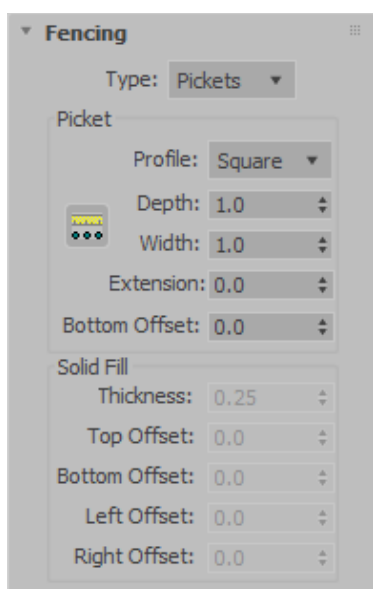 Fencing
Type: Pickets
Picket
Profile: Square
Depth: 1.0
Width: 1.0
Extension: 0.0
Bottom Offset: 0.0
Solid Fill
Thickness: 0.25
Top Offset: 0.0
Bottom Offset: 0.0
Left Offset: 0.0
Right Offset: 0.0